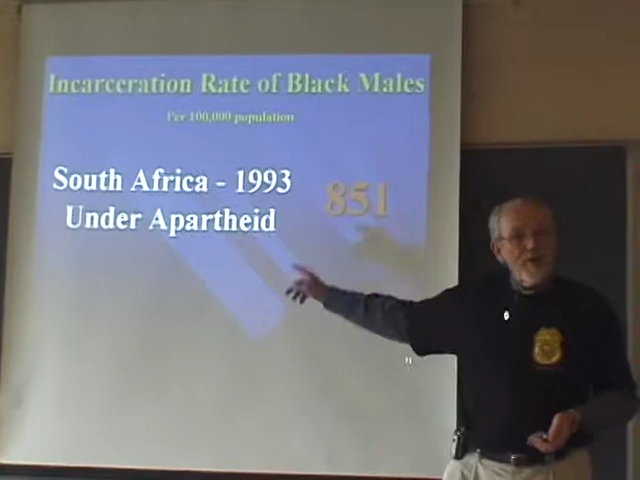 Incarceration Rate of Black Males
Per 100,000 population
South Africa - 1993 851
Under Apartheid